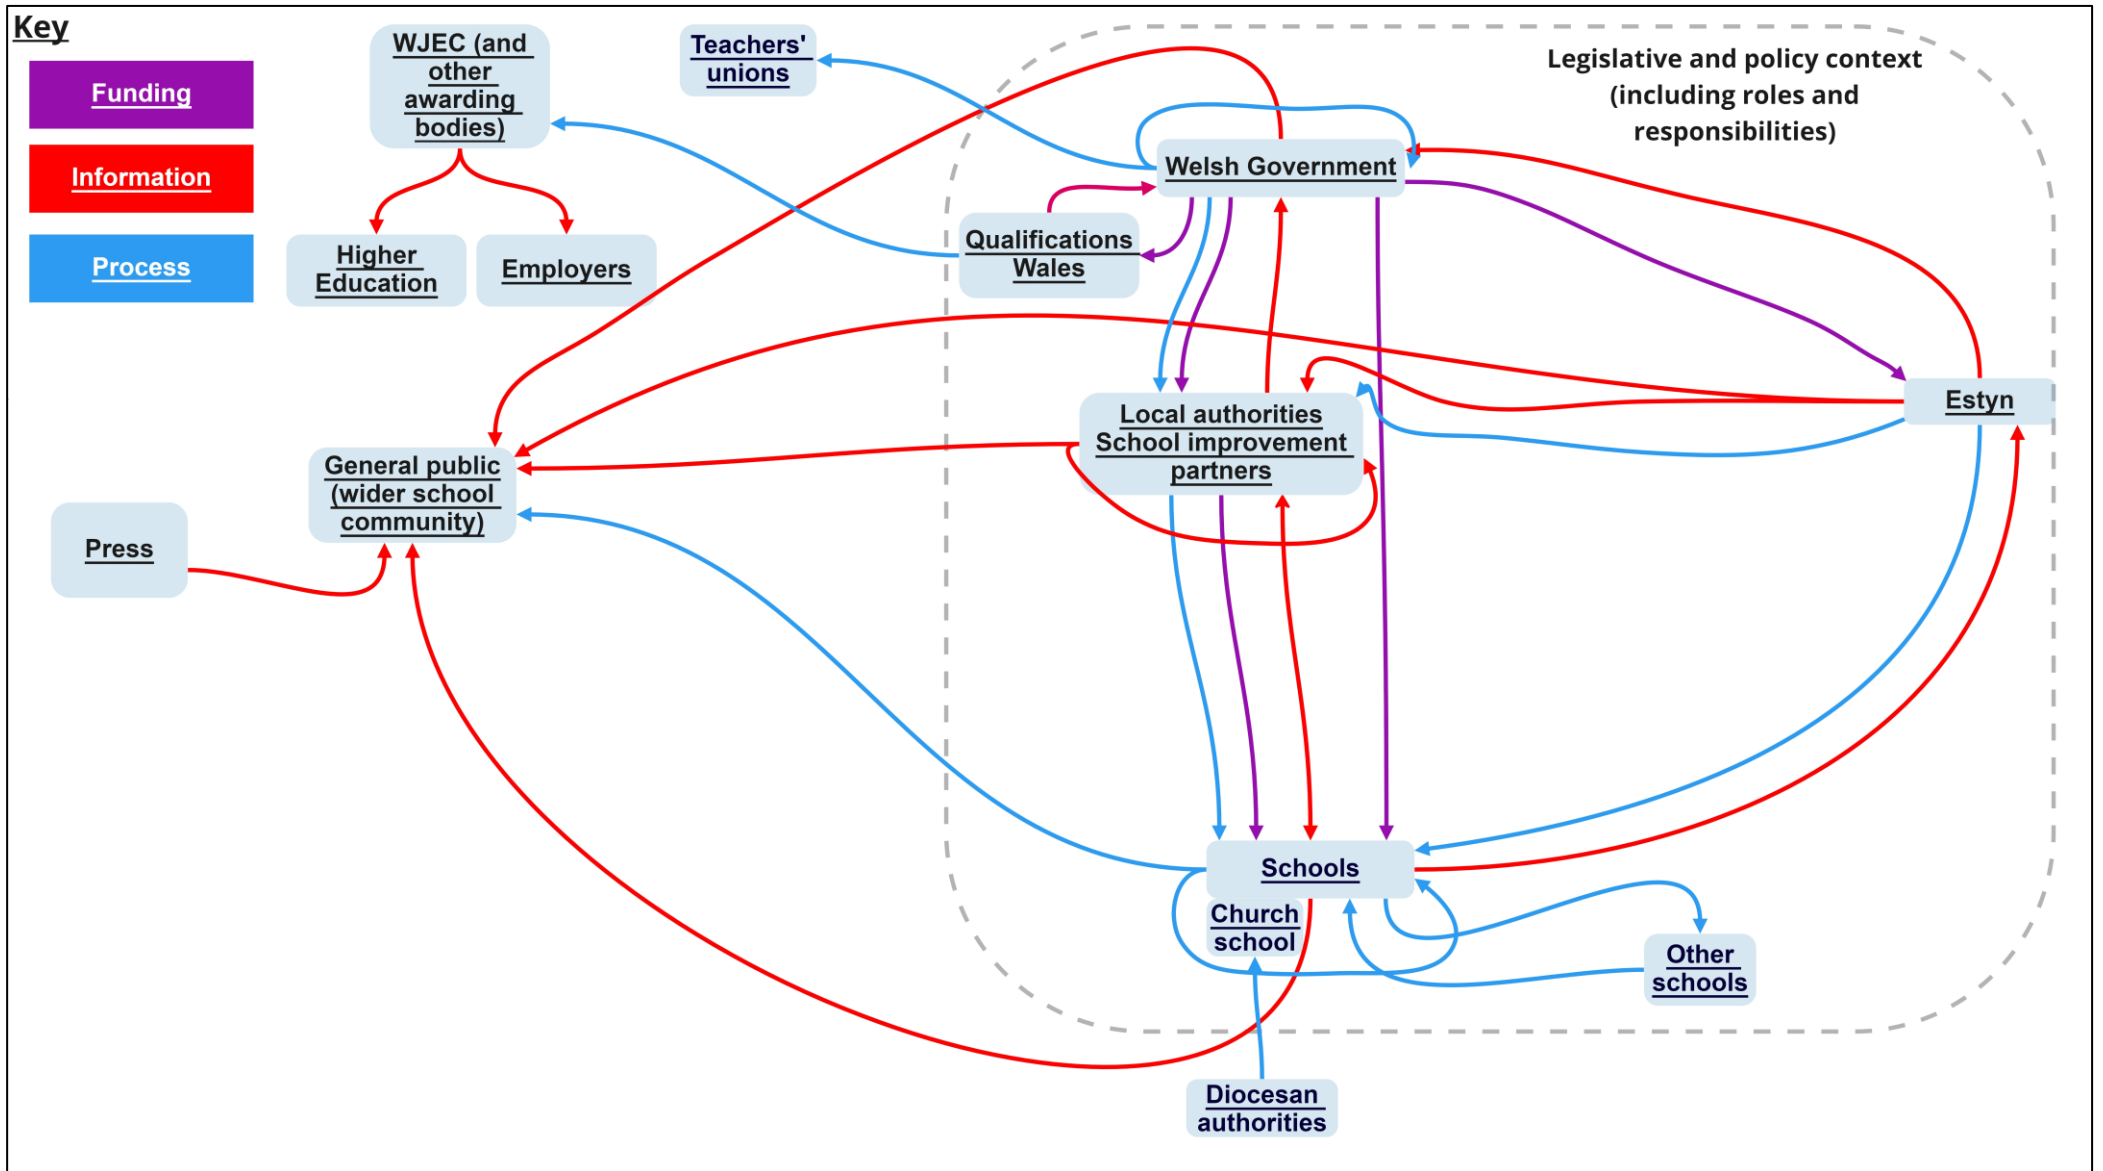 Key
Funding
Information
Process
WJEC (and
other
awarding
bodies)
Teachers'
unions
Legislative and policy context
(including roles and
responsibilities)
Welsh Government
Higher
Education
Employers
Qualifications
Wales
Estyn
Local authorities
School improvement
partners
General public
(wider school
community)
Press
Schools
Church
school
Other
schools
Diocesan
authorities